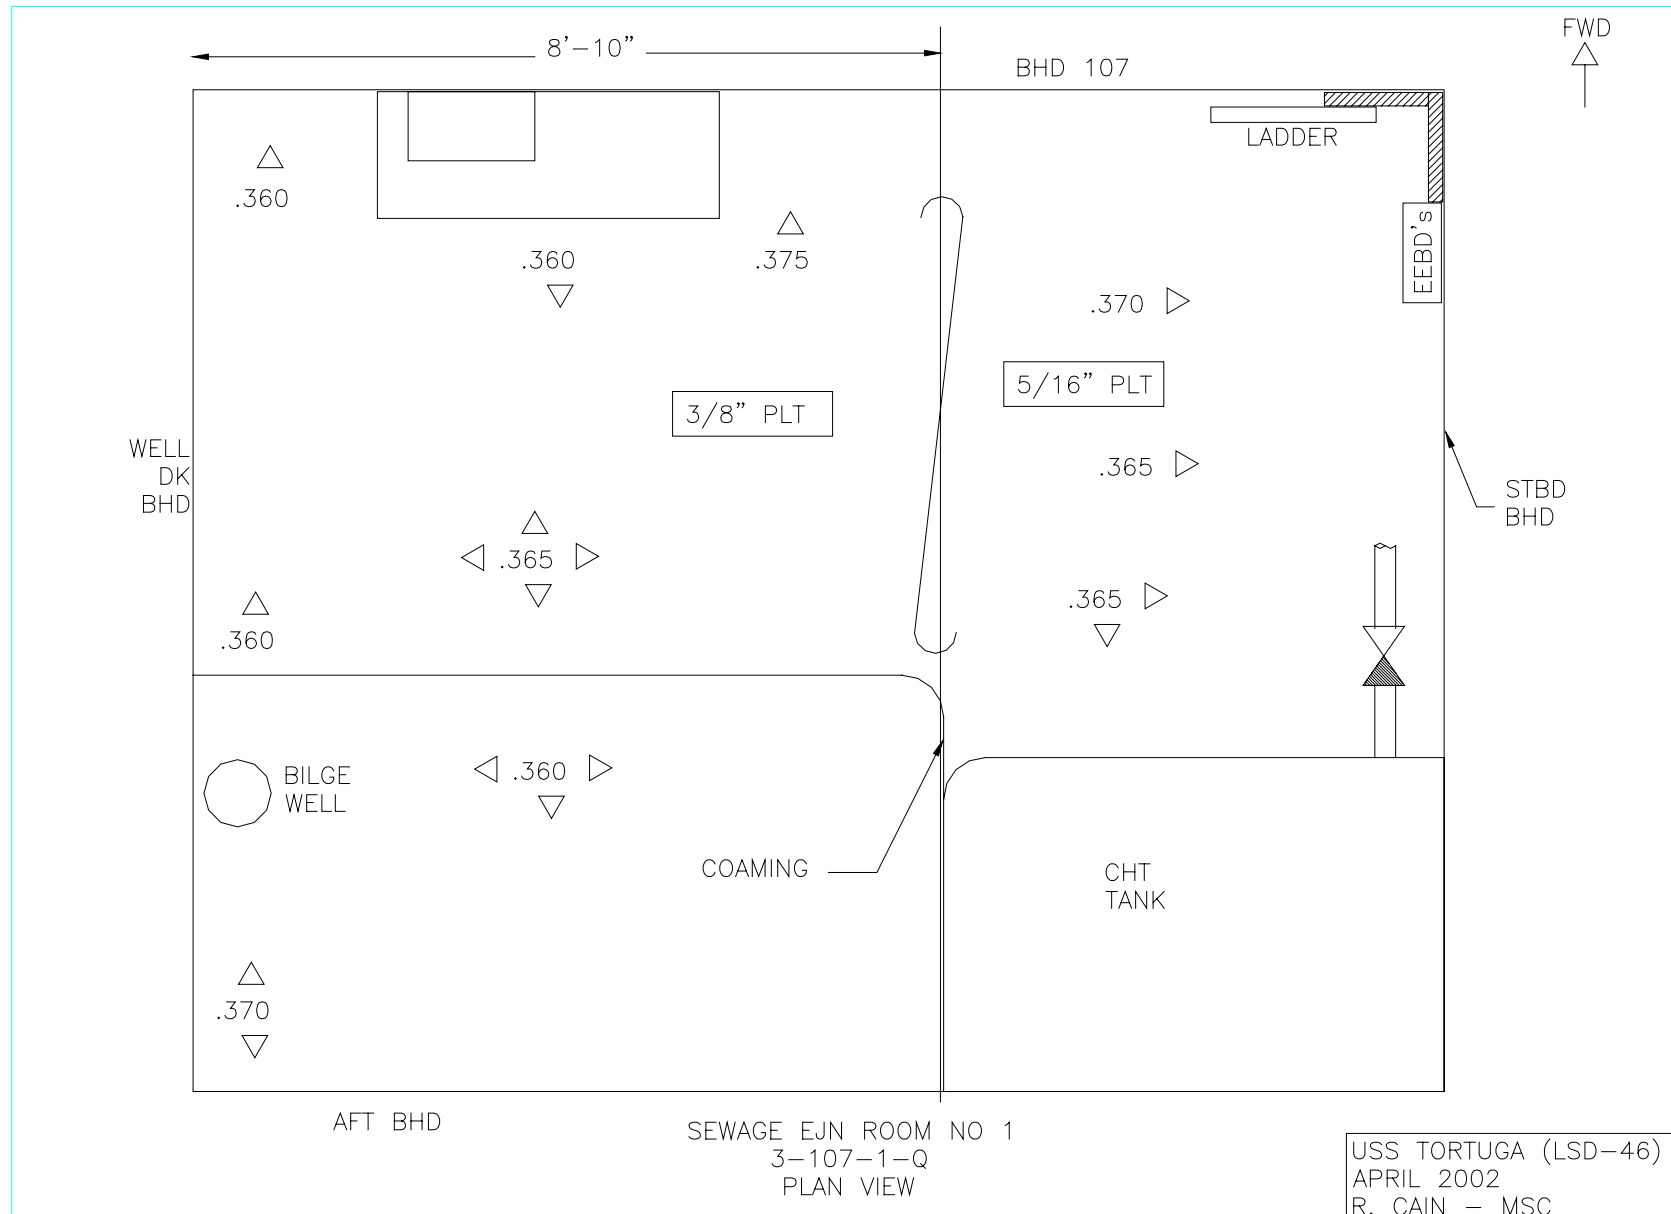 FWD
8'-10"
BHD 107
LADDER
.360
EEBD's
.360
.375
.370
5/16" PLT
3/8" PLT
WELL
DK
BHD
.365
STBD
BHD
.365
.365
.360
BILGE
WELL
.360
COAMING
CHT
TANK
.370
AFT BHD
SEWAGE EJN ROOM NO 1
3-107-1-Q
PLAN VIEW
USS TORTUGA (LSD-46)
APRIL 2002
R. CAIN - MSC